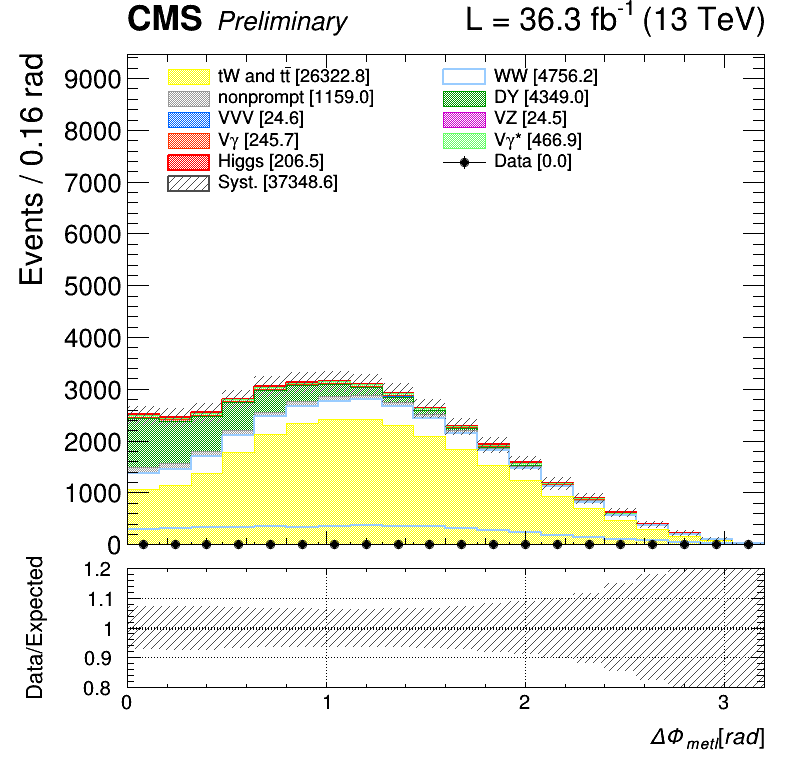 CMS Preliminary L = 36.3 fb⁻¹ (13 TeV)
Events / 0.16 rad
9000
8000
7000
6000
5000
4000
3000
2000
1000
0
tW and tt̄ [26322.8]
nonprompt [1159.0]
VVV [24.6]
Vγ [245.7]
Higgs [206.5]
Syst. [37348.6]
WW [4756.2]
DY [4349.0]
VZ [24.5]
Vγ* [466.9]
Data [0.0]
Data/Expected
1.2
1.1
1
0.9
0.8
0 1 2 3
ΔΦ metl[rad]